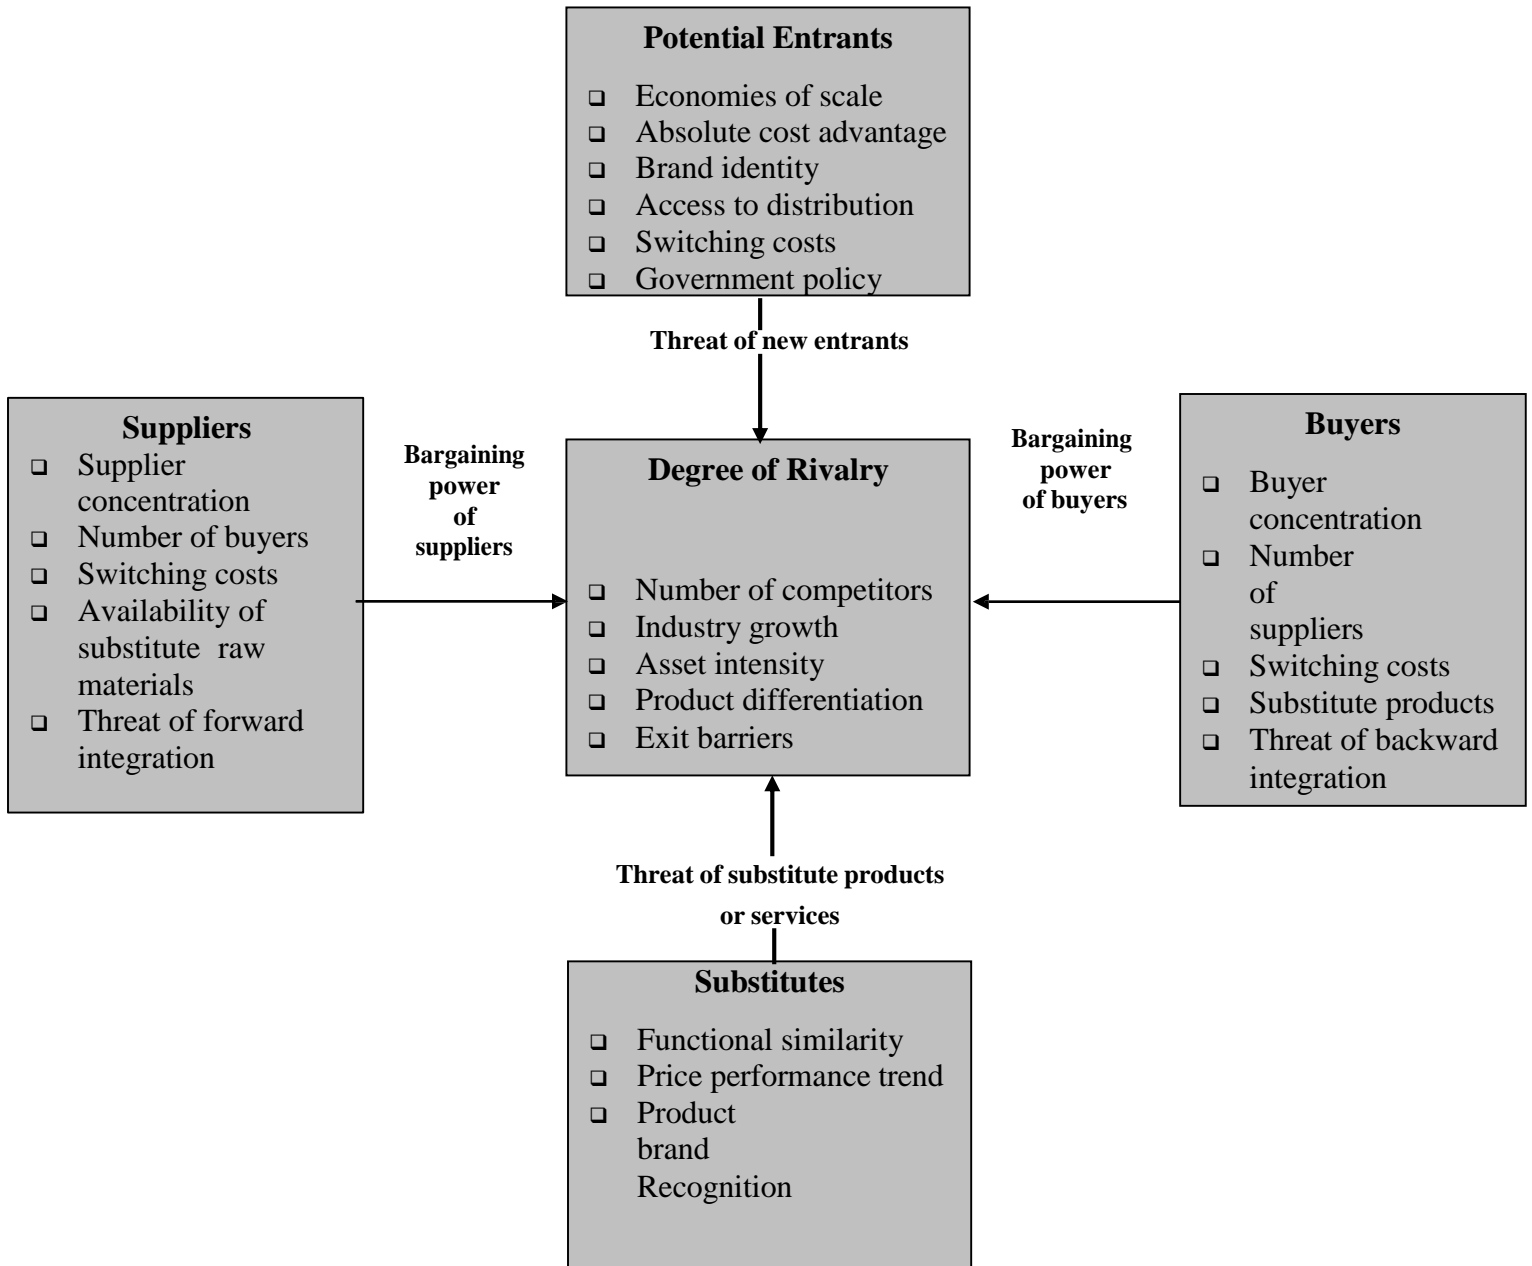 Potential Entrants
❑ Economies of scale
❑ Absolute cost advantage
❑ Brand identity
❑ Access to distribution
❑ Switching costs
❑ Government policy
Threat of new entrants
Suppliers
❑ Supplier
concentration
❑ Number of buyers
❑ Switching costs
❑ Availability of
substitute raw
materials
❑ Threat of forward
integration
Bargaining
power
of
suppliers
Degree of Rivalry
❑ Number of competitors
❑ Industry growth
❑ Asset intensity
❑ Product differentiation
❑ Exit barriers
Bargaining
power
of buyers
Buyers
❑ Buyer
concentration
❑ Number
of
suppliers
❑ Switching costs
❑ Substitute products
❑ Threat of backward
integration
Threat of substitute products
or services
Substitutes
❑ Functional similarity
❑ Price performance trend
❑ Product
brand
Recognition